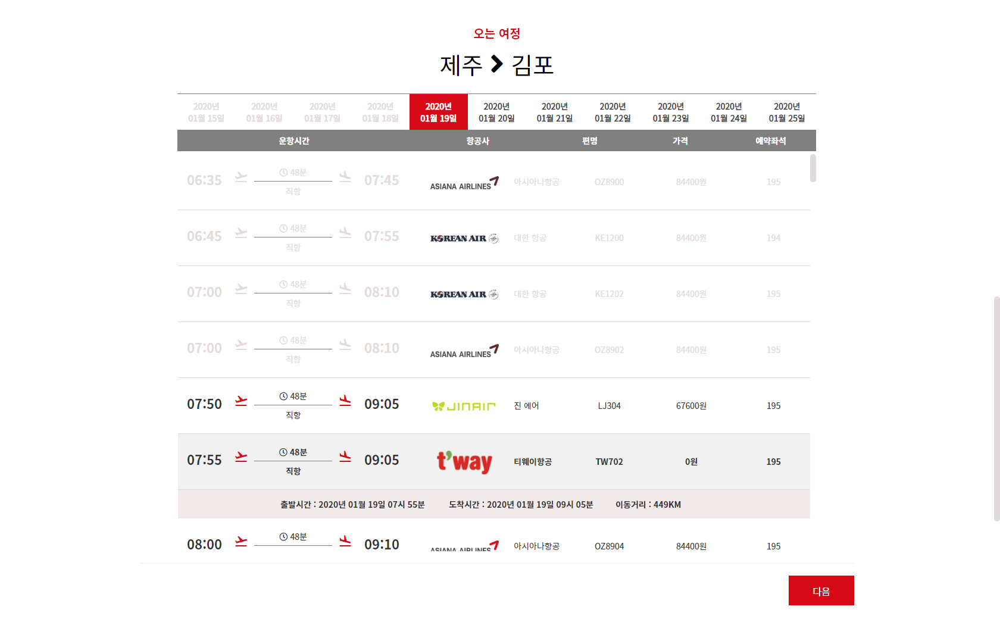 오는 여정
제주 김포
2020년 2020년 2020년 2020년 2020년 2020년 2020년 2020년 2020년 2020년 2020년
01월 15일 01월 16일 01월 17일 01월 18일 01월 19일 01월 20일 01월 21일 01월 22일 01월 23일 01월 24일 01월 25일
운항시간 항공사 편명 가격 예약좌석
06:35 48분 직항 07:45 ASIANA AIRLINES 아시아나항공 OZ8900 84400원 195
06:45 48분 직항 07:55 KOREAN AIR 대한 항공 KE1200 84400원 194
07:00 48분 직항 08:10 KOREAN AIR 대한 항공 KE1202 84400원 195
07:00 48분 직항 08:10 ASIANA AIRLINES 아시아나항공 OZ8902 84400원 195
07:50 48분 직항 09:05 JINAIR 진 에어 LJ304 67600원 195
07:55 48분 직항 09:05 t'way 티웨이항공 TW702 0원 195
출발시간 : 2020년 01월 19일 07시 55분 도착시간 : 2020년 01월 19일 09시 05분 이동거리 : 449KM
08:00 48분 09:10 ASIANA AIRLINES 아시아나항공 OZ8904 84400원 195
다음